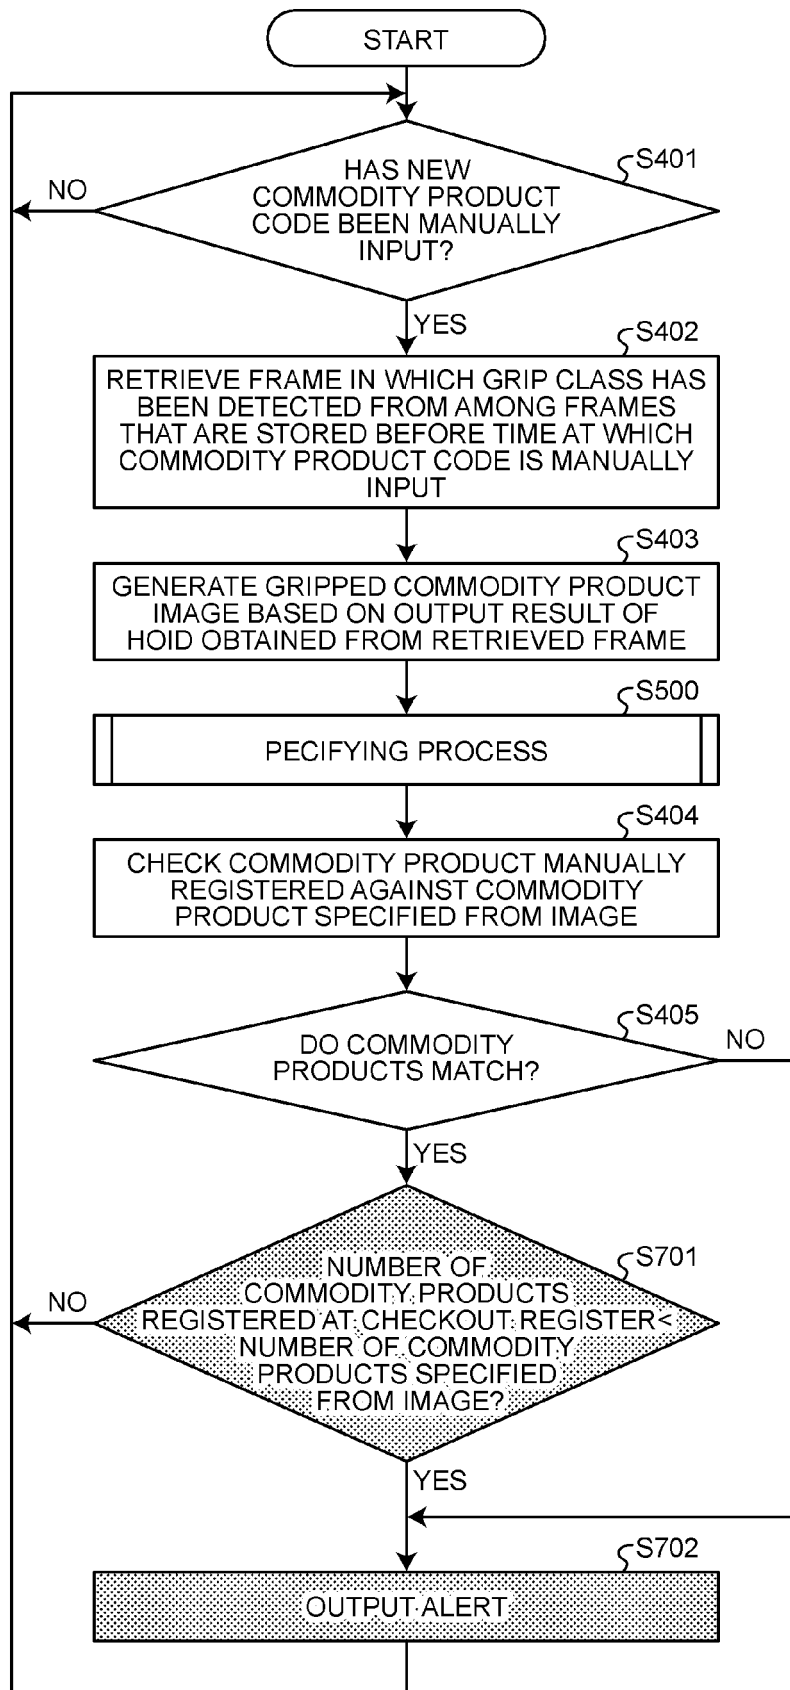 START
S401
HAS NEW
COMMODITY PRODUCT
CODE BEEN MANUALLY
INPUT?
NO
YES
S402
RETRIEVE FRAME IN WHICH GRIP CLASS HAS
BEEN DETECTED FROM AMONG FRAMES
THAT ARE STORED BEFORE TIME AT WHICH
COMMODITY PRODUCT CODE IS MANUALLY
INPUT
S403
GENERATE GRIPPED COMMODITY PRODUCT
IMAGE BASED ON OUTPUT RESULT OF
HOID OBTAINED FROM RETRIEVED FRAME
S500
PECIFYING PROCESS
S404
CHECK COMMODITY PRODUCT MANUALLY
REGISTERED AGAINST COMMODITY
PRODUCT SPECIFIED FROM IMAGE
S405
DO COMMODITY
PRODUCTS MATCH?
NO
YES
S701
NUMBER OF
COMMODITY PRODUCTS
REGISTERED AT CHECKOUT REGISTER<
NUMBER OF COMMODITY
PRODUCTS SPECIFIED
FROM IMAGE?
NO
YES
S702
OUTPUT ALERT